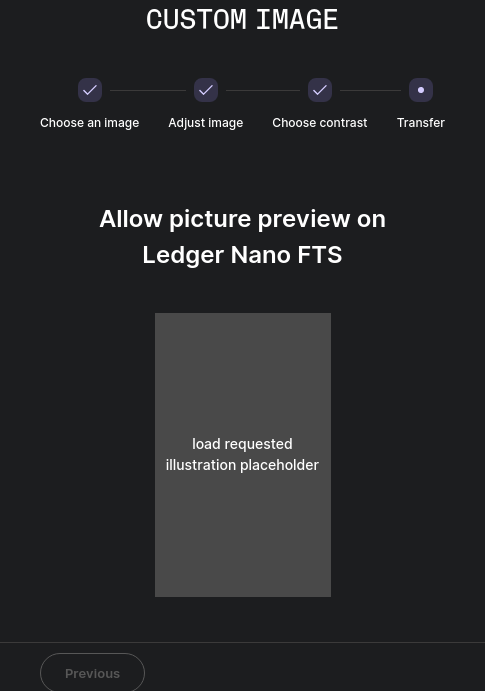 CUSTOM IMAGE
Choose an image Adjust image Choose contrast Transfer
Allow picture preview on
Ledger Nano FTS
load requested
illustration placeholder
Previous